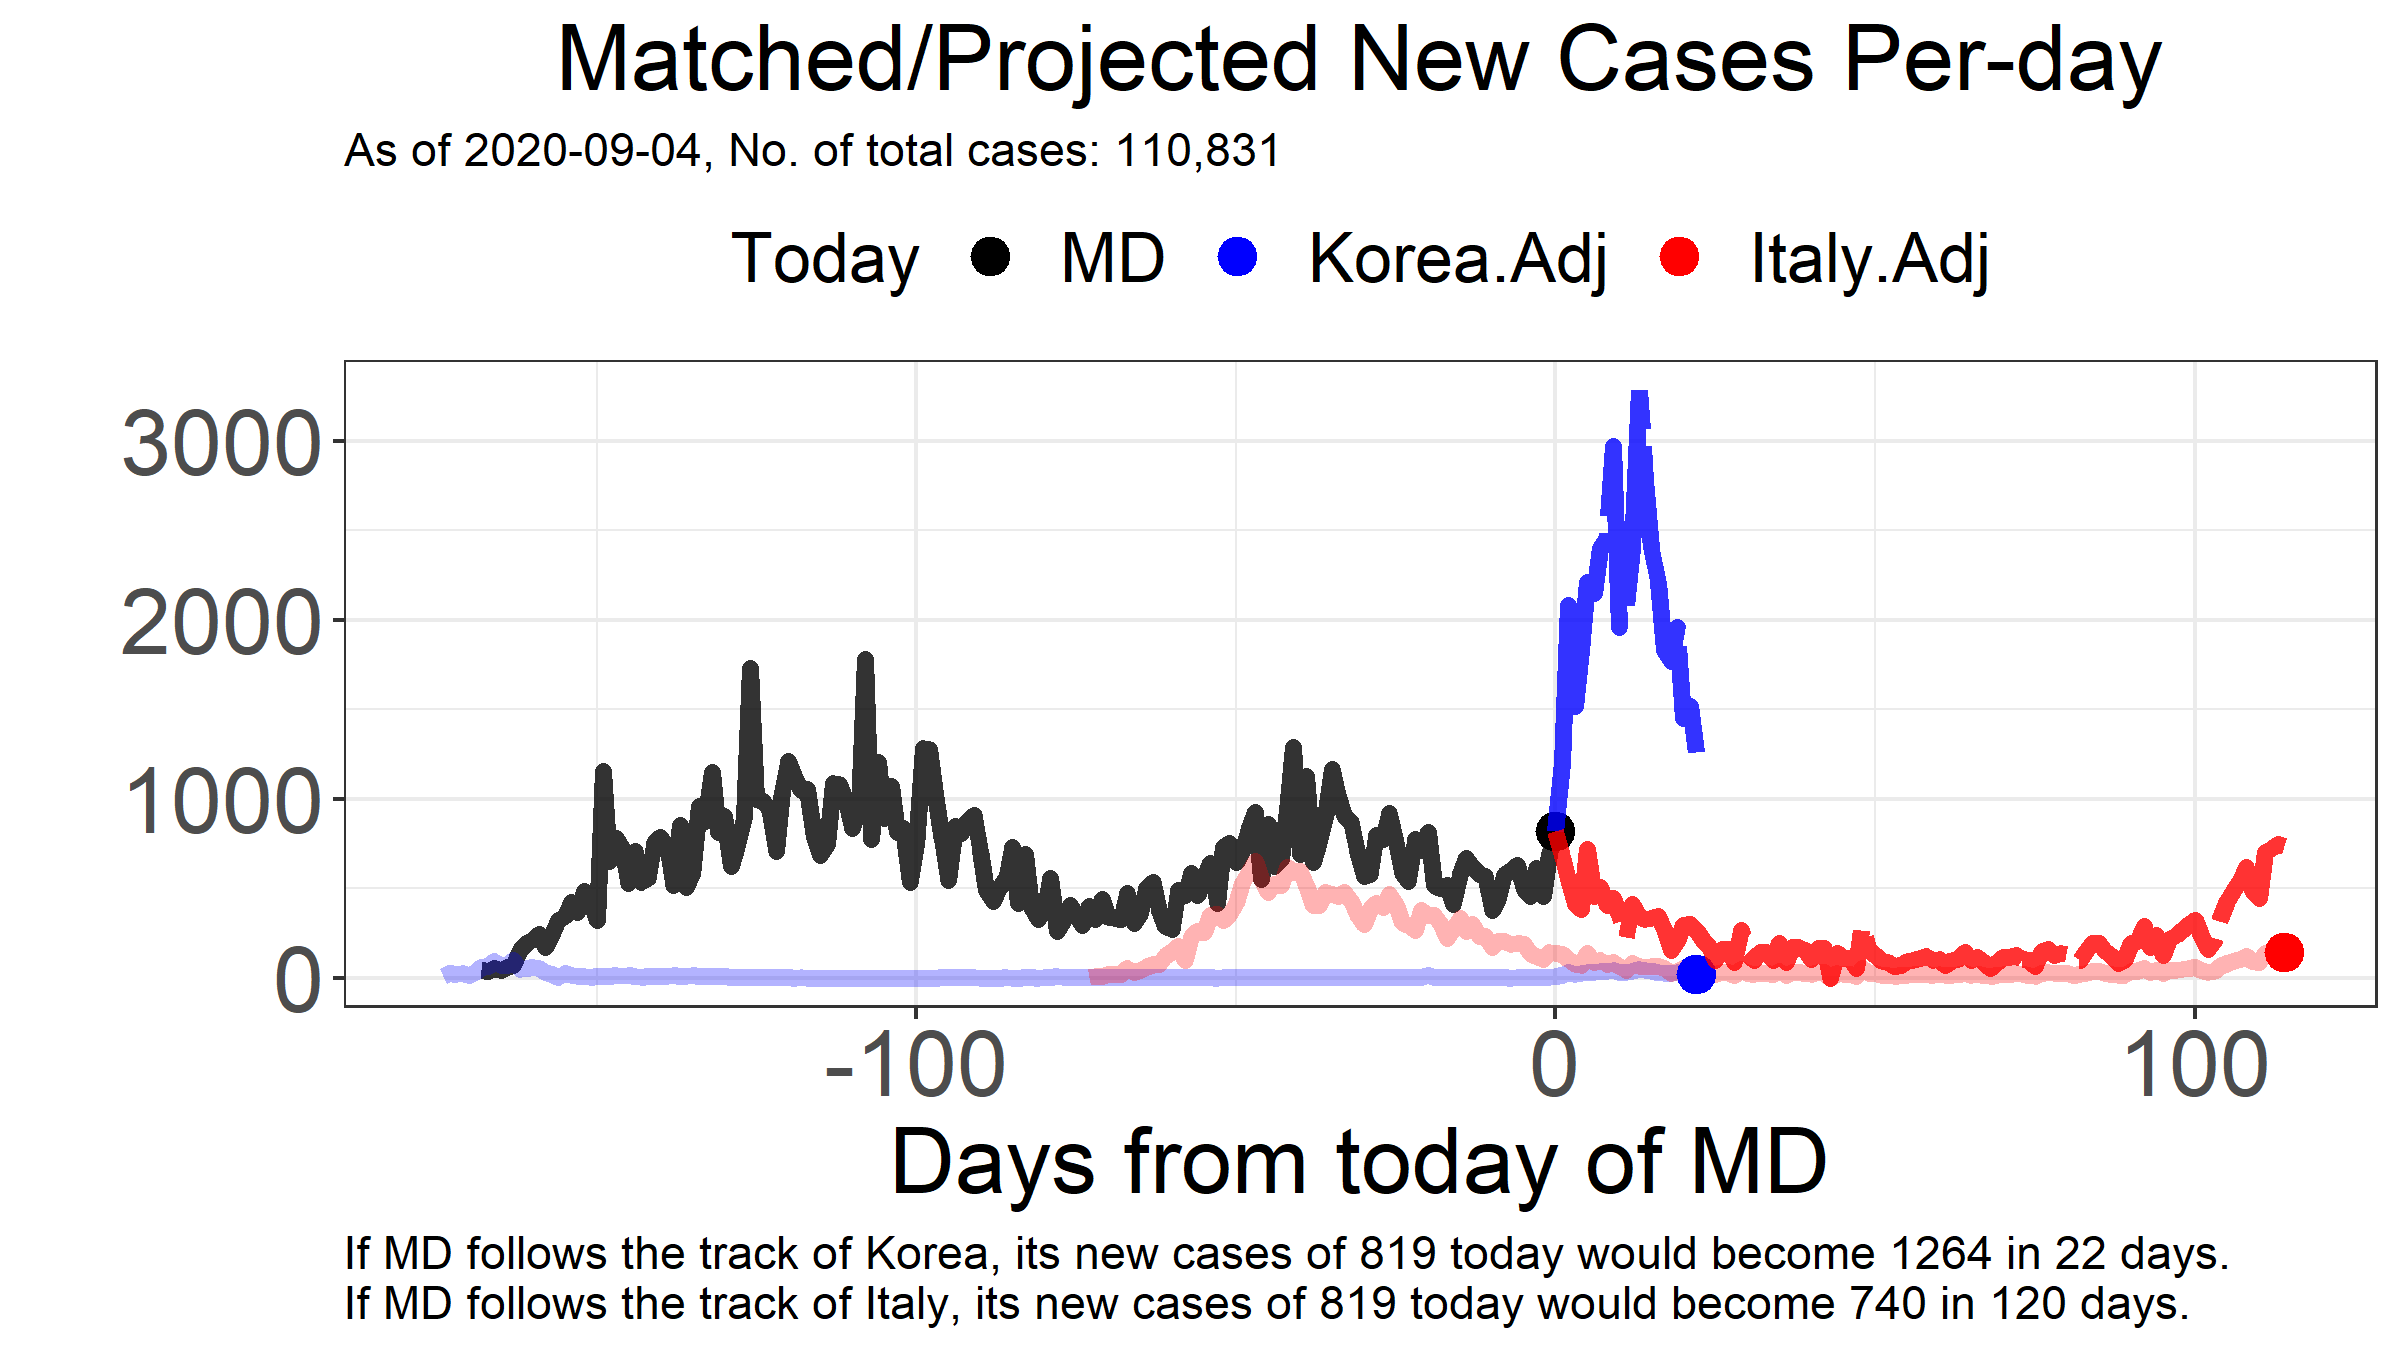 Matched/Projected New Cases Per-day
As of 2020-09-04, No. of total cases: 110,831
Today MD Korea.Adj Italy.Adj
3000
2000
1000
0
-100 0 100
Days from today of MD
If MD follows the track of Korea, its new cases of 819 today would become 1264 in 22 days.
If MD follows the track of Italy, its new cases of 819 today would become 740 in 120 days.